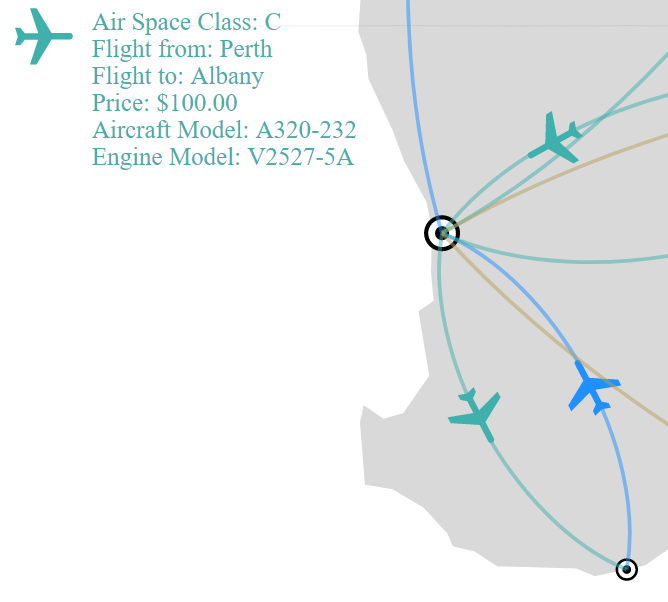 Air Space Class: C
Flight from: Perth
Flight to: Albany
Price: $100.00
Aircraft Model: A320-232
Engine Model: V2527-5A